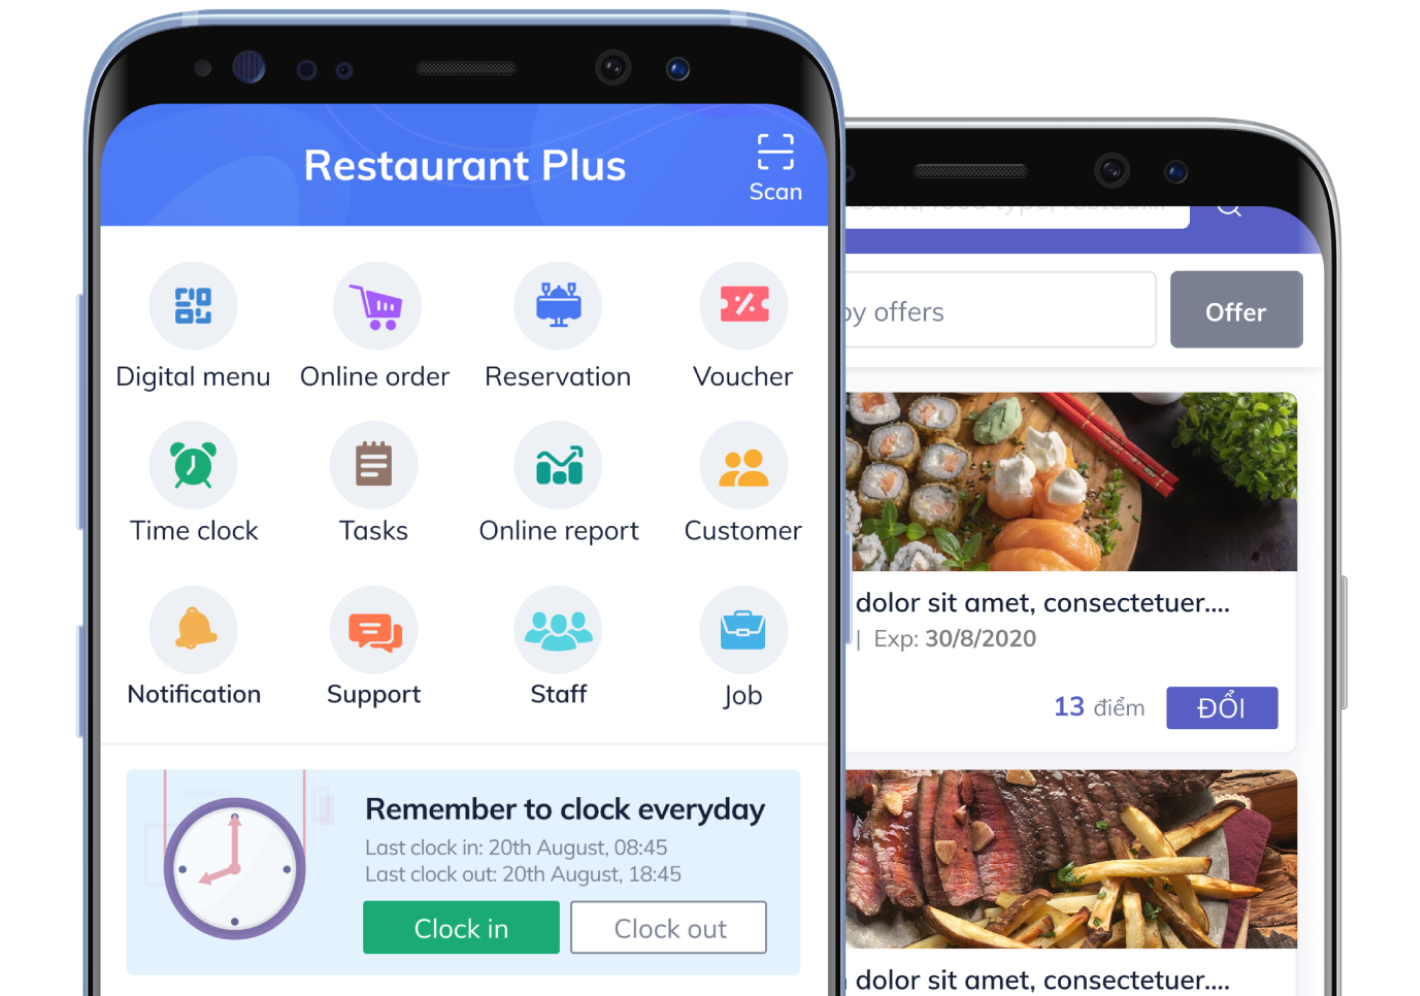 Restaurant Plus
Scan
Digital menu
Online order
Reservation
Voucher
Time clock
Tasks
Online report
Customer
Notification
Support
Staff
Job
Remember to clock everyday
Last clock in: 20th August, 08:45
Last clock out: 20th August, 18:45
Clock in
Clock out
by offers
Offer
dolor sit amet, consectetuer....
| Exp: 30/8/2020
13 điểm
ĐỔI
dolor sit amet, consectetuer....